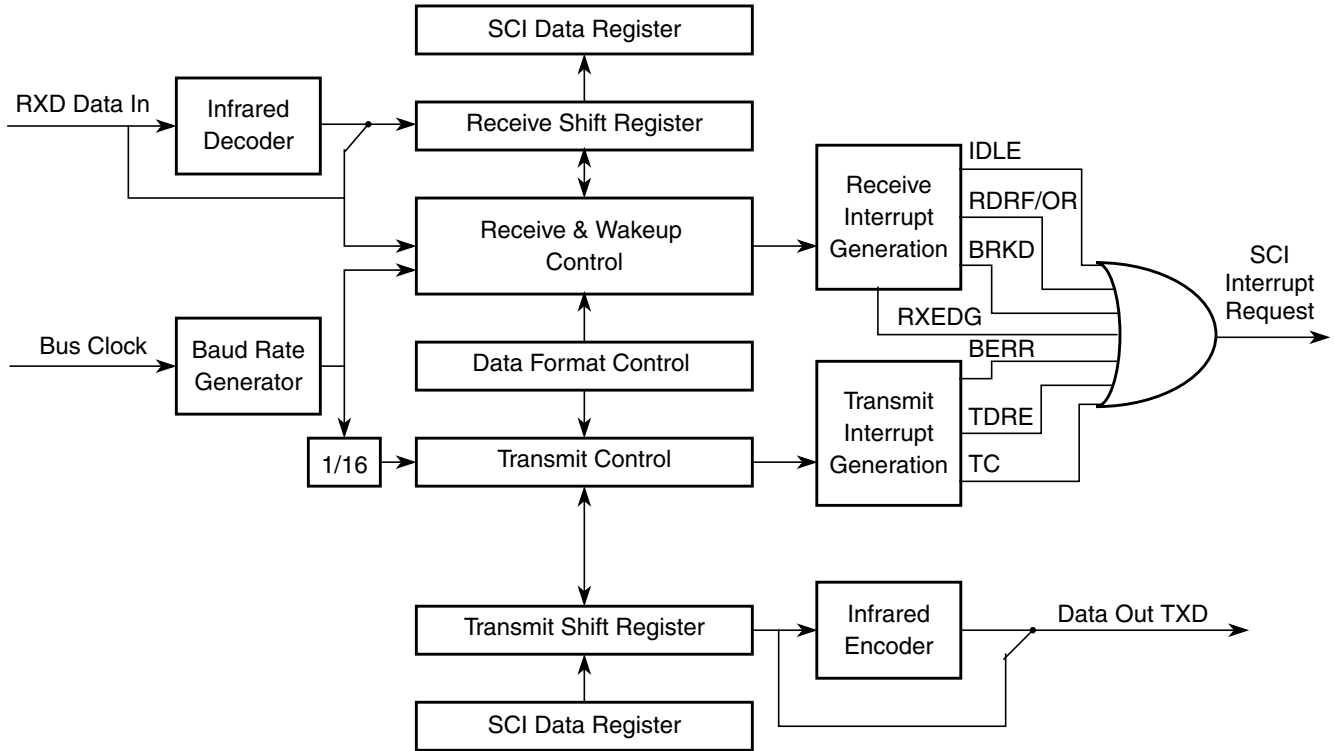 SCI Data Register
RXD Data In
Infrared
Decoder
Receive Shift Register
Receive & Wakeup
Control
Receive
Interrupt
Generation
IDLE
RDRF/OR
BRKD
RXEDG
SCI
Interrupt
Request
Bus Clock
Baud Rate
Generator
Data Format Control
BERR
Transmit
Interrupt
Generation
TDRE
TC
1/16
Transmit Control
Transmit Shift Register
Infrared
Encoder
Data Out TXD
SCI Data Register